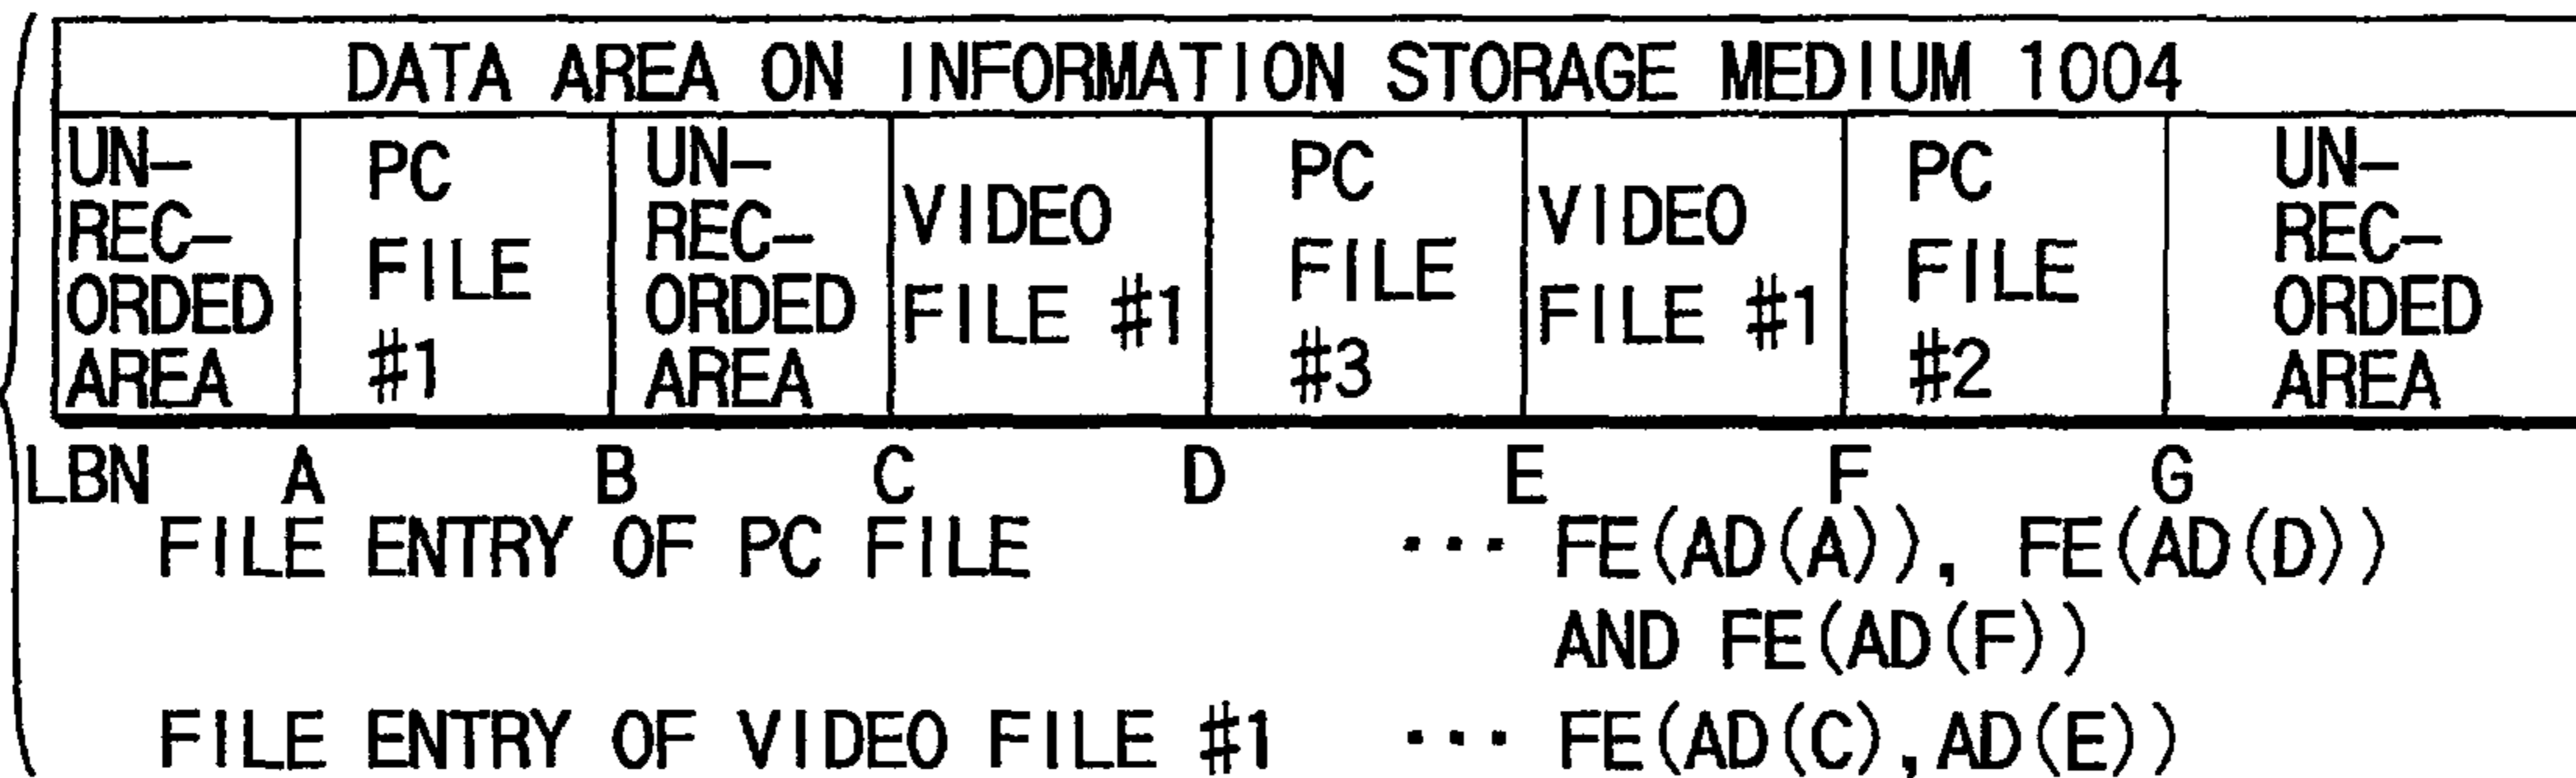 DATA AREA ON INFORMATION STORAGE MEDIUM 1004
UN-
REC-
ORDED
AREA
PC
FILE
#1
UN-
REC-
ORDED
AREA
VIDEO
FILE #1
PC
FILE
#3
VIDEO
FILE #1
PC
FILE
#2
UN-
REC-
ORDED
AREA
LBN A B C D E F G
FILE ENTRY OF PC FILE ··· FE(AD(A)), FE(AD(D))
AND FE(AD(F))
FILE ENTRY OF VIDEO FILE #1 ··· FE(AD(C),AD(E))